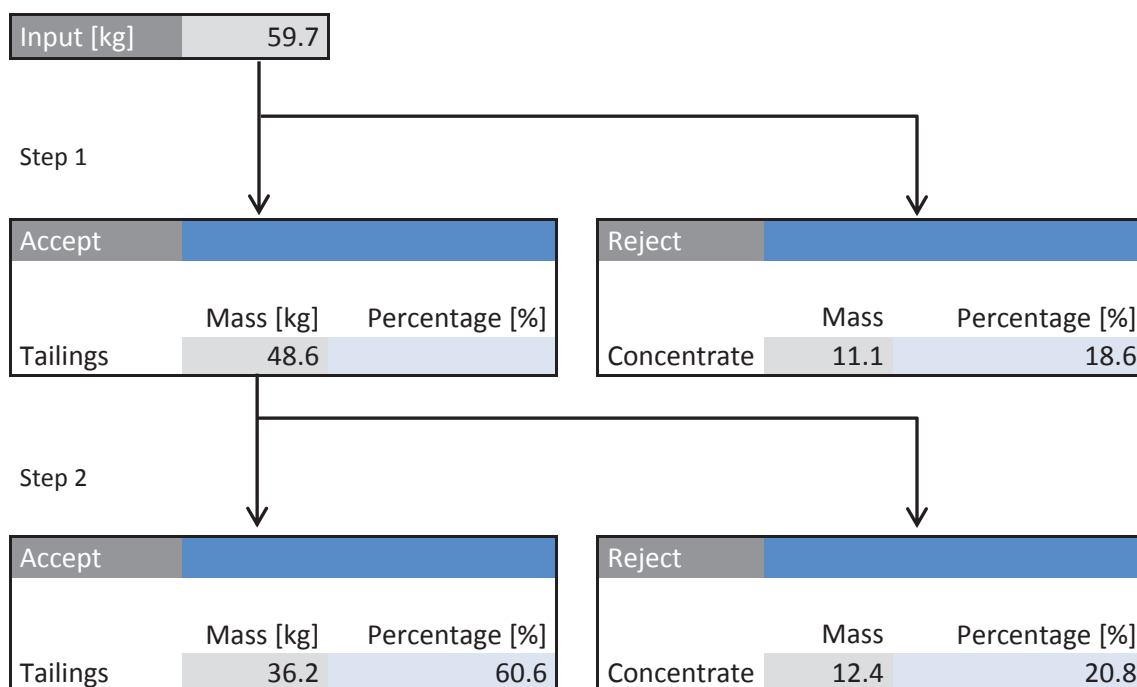 Input [kg] 59.7
Step 1
Accept Reject
Mass [kg] Percentage [%] Mass Percentage [%]
Tailings 48.6 Concentrate 11.1 18.6
Step 2
Accept Reject
Mass [kg] Percentage [%] Mass Percentage [%]
Tailings 36.2 60.6 Concentrate 12.4 20.8